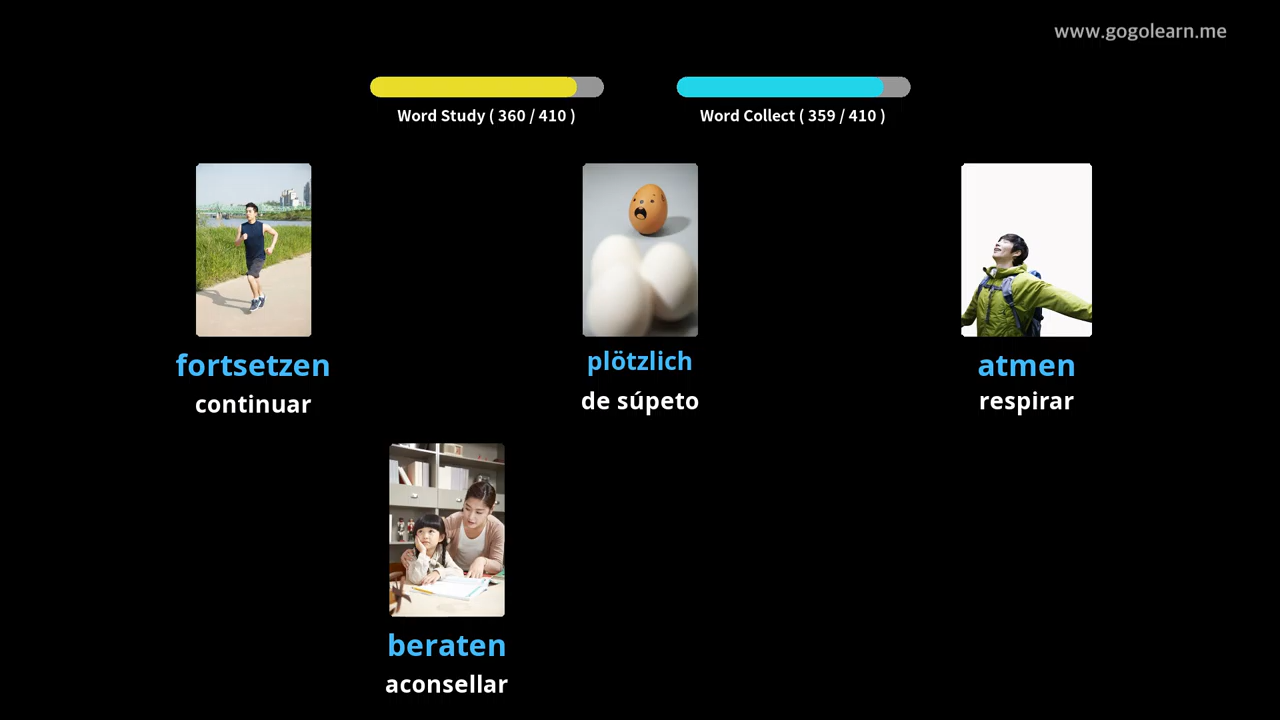 www.gogolearn.me
Word Study ( 360 / 410 )
Word Collect ( 359 / 410 )
fortsetzen
continuar
plötzlich
de súpeto
atmen
respirar
beraten
aconsellar